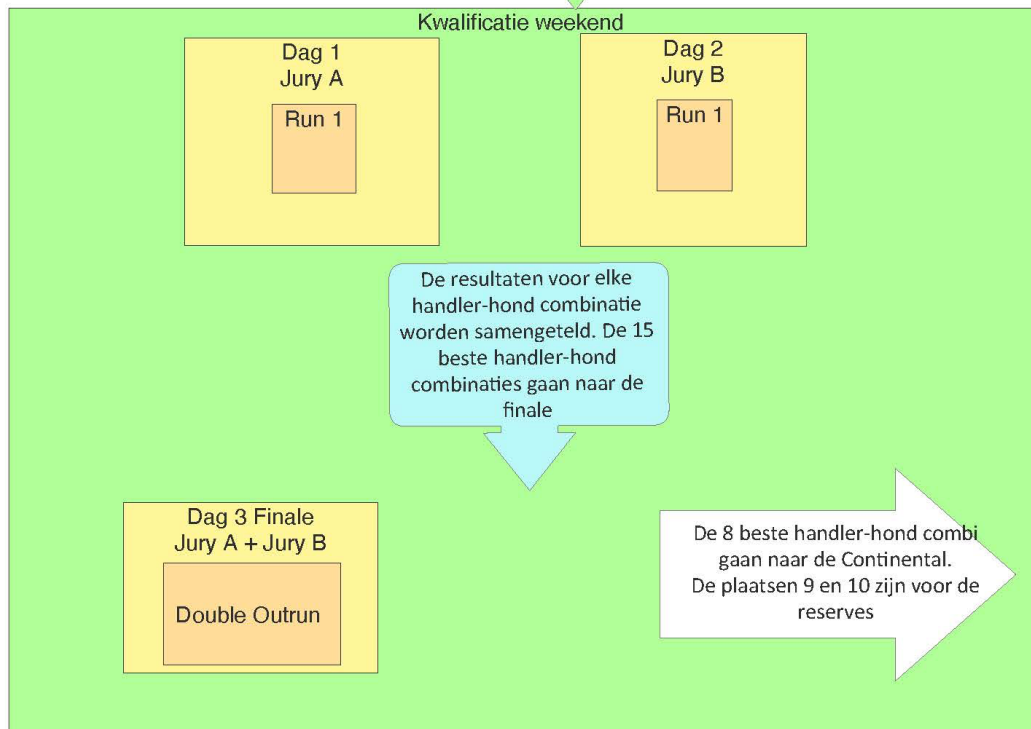 Kwalificatie weekend
Dag 1
Jury A
Run 1
Dag 2
Jury B
Run 1
De resultaten voor elke
handler-hond combinatie
worden samengeteld. De 15
beste handler-hond
combinaties gaan naar de
finale
Dag 3 Finale
Jury A + Jury B
Double Outrun
De 8 beste handler-hond combi
gaan naar de Continental.
De plaatsen 9 en 10 zijn voor de
reserves